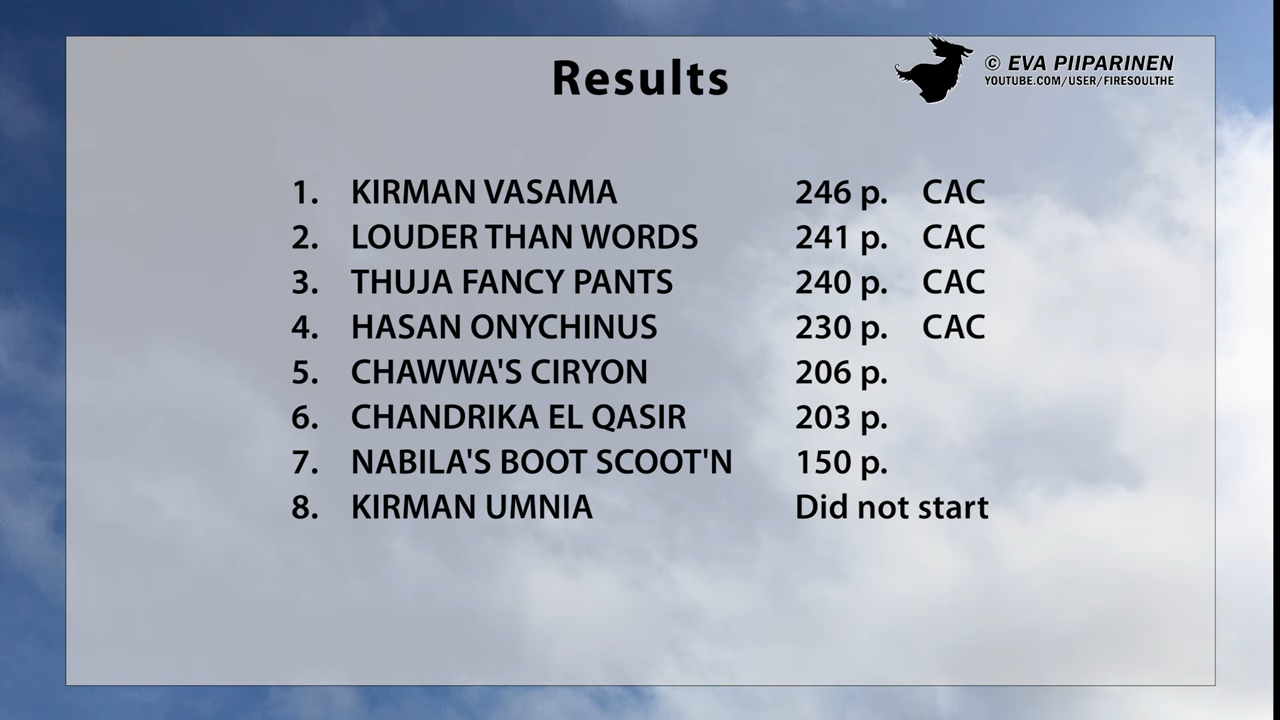 Results
© EVA PIIPARINEN
YOUTUBE.COM/USER/FIRESOULTHE
1. KIRMAN VASAMA 246 p. CAC
2. LOUDER THAN WORDS 241 p. CAC
3. THUJA FANCY PANTS 240 p. CAC
4. HASAN ONYCHINUS 230 p. CAC
5. CHAWWA'S CIRYON 206 p.
6. CHANDRIKA EL QASIR 203 p.
7. NABILA'S BOOT SCOOT'N 150 p.
8. KIRMAN UMNIA Did not start